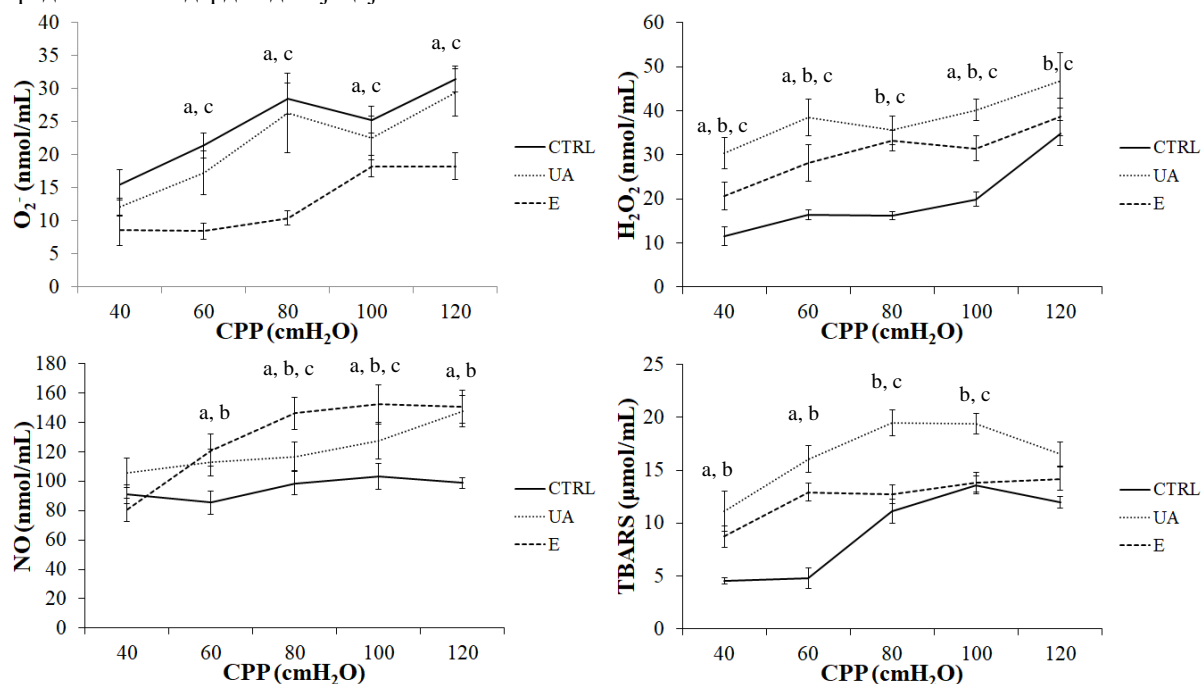 O₂⁻ (nmol/mL)
40
35
30
25
20
15
10
5
0
a, c
a, c
a, c
a, c
CTRL
UA
E
40 60 80 100 120
CPP (cmH₂O)
H₂O₂ (nmol/mL)
60
50
40
30
20
10
0
a, b, c
a, b, c
b, c
a, b, c
b, c
CTRL
UA
E
40 60 80 100 120
CPP (cmH₂O)
NO (nmol/mL)
180
160
140
120
100
80
60
40
20
0
a, b
a, b, c
a, b, c
a, b
CTRL
UA
E
40 60 80 100 120
CPP (cmH₂O)
TBARS (µmol/mL)
25
20
15
10
5
0
a, b
a, b
b, c
b, c
CTRL
UA
E
40 60 80 100 120
CPP (cmH₂O)